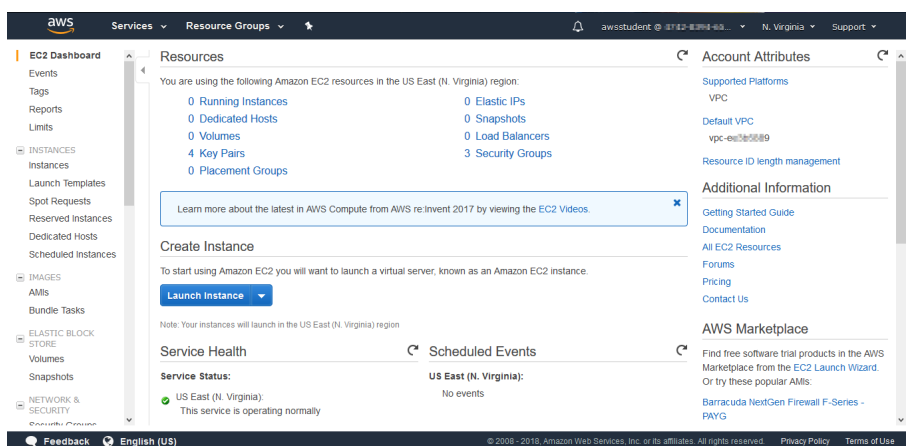 aws
Services
Resource Groups
awsstudent @
N. Virginia
Support
EC2 Dashboard
Events
Tags
Reports
Limits
INSTANCES
Instances
Launch Templates
Spot Requests
Reserved Instances
Dedicated Hosts
Scheduled Instances
IMAGES
AMIs
Bundle Tasks
ELASTIC BLOCK
STORE
Volumes
Snapshots
NETWORK &
SECURITY
Security Groups
Resources
You are using the following Amazon EC2 resources in the US East (N. Virginia) region:
0 Running Instances
0 Dedicated Hosts
0 Volumes
4 Key Pairs
0 Placement Groups
0 Elastic IPs
0 Snapshots
0 Load Balancers
3 Security Groups
Learn more about the latest in AWS Compute from AWS re:Invent 2017 by viewing the EC2 Videos.
Create Instance
To start using Amazon EC2 you will want to launch a virtual server, known as an Amazon EC2 instance.
Launch Instance
Note: Your instances will launch in the US East (N. Virginia) region
Service Health
Service Status:
US East (N. Virginia):
This service is operating normally
Scheduled Events
US East (N. Virginia):
No events
Account Attributes
Supported Platforms
VPC
Default VPC
Resource ID length management
Additional Information
Getting Started Guide
Documentation
All EC2 Resources
Forums
Pricing
Contact Us
AWS Marketplace
Find free software trial products in the AWS
Marketplace from the EC2 Launch Wizard.
Or try these popular AMIs:
Barracuda NextGen Firewall F-Series -
PAYG
Feedback
English (US)
© 2008 - 2018, Amazon Web Services, Inc. or its affiliates. All rights reserved.
Privacy Policy
Terms of Use